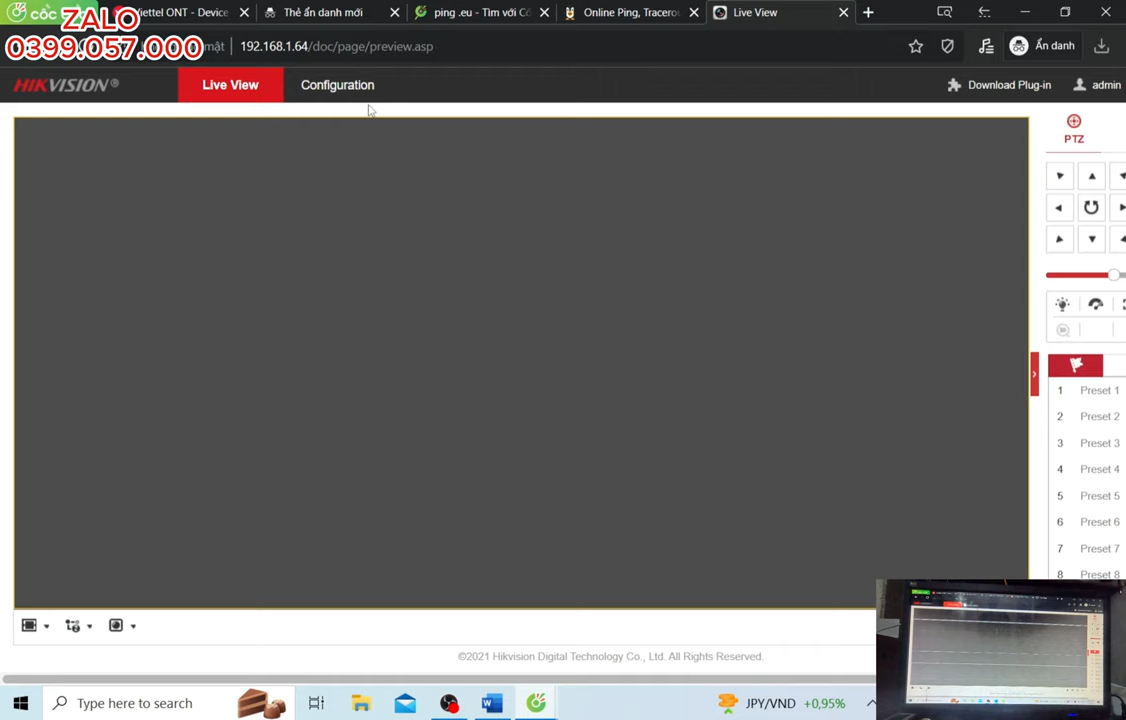 CỐC
iettel ONT - Device
Thẻ ẩn danh mới
ping .eu - Tìm với Cố
Online Ping, Tracerou
Live View
ZALO
0399.057.000
mật
192.168.1.64/doc/page/preview.asp
Ẩn danh
HIKVISION®
Live View
Configuration
Download Plug-in
admin
PTZ
1 Preset 1
2 Preset 2
3 Preset 3
4 Preset 4
5 Preset 5
6 Preset 6
7 Preset 7
8 Preset 8
©2021 Hikvision Digital Technology Co., Ltd. All Rights Reserved.
Type here to search
JPY/VND +0,95%